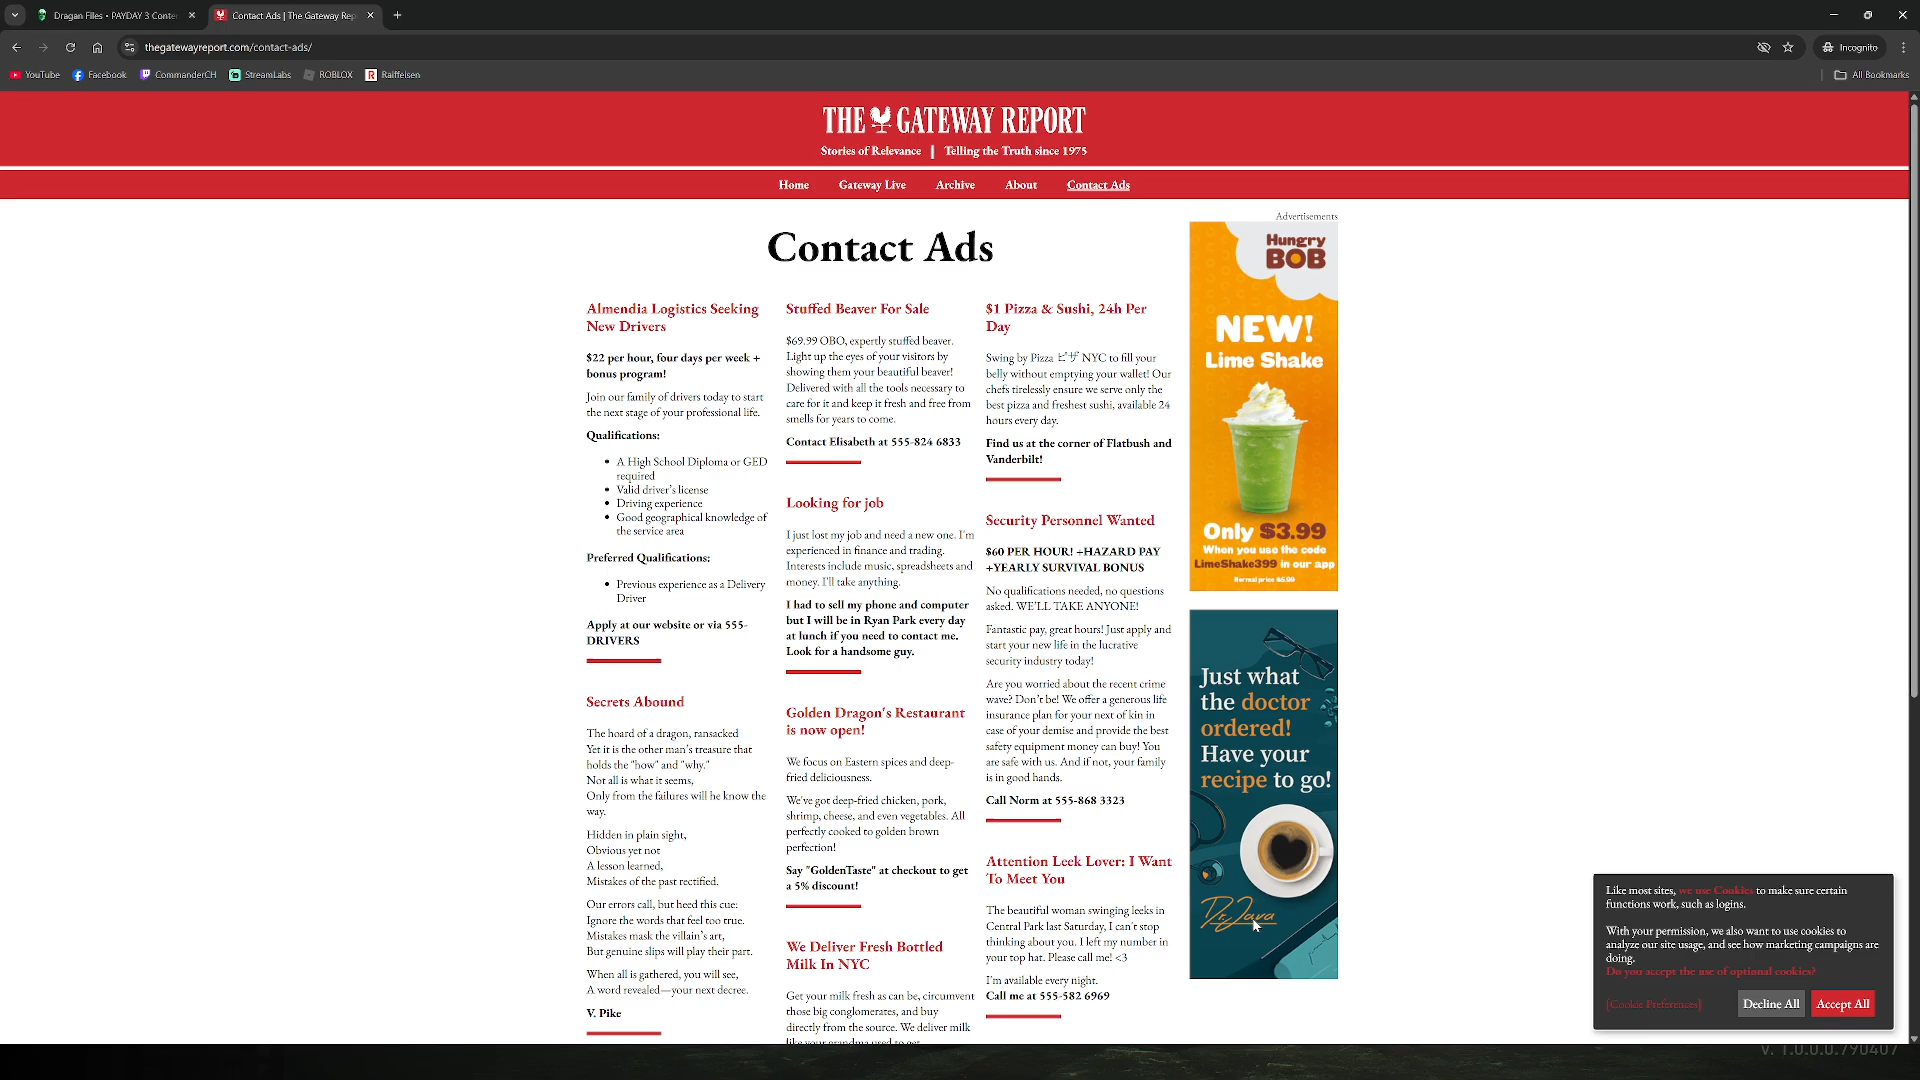 Dragan Files • PAYDAY 3 Conten
Contact Ads | The Gateway Rep
thegatewayreport.com/contact-ads/
Incognito
YouTube
Facebook
CommanderCH
StreamLabs
ROBLOX
Raiffeisen
All Bookmarks
THE GATEWAY REPORT
Stories of Relevance | Telling the Truth since 1975
Home
Gateway Live
Archive
About
Contact Ads
Contact Ads
Almendia Logistics Seeking
New Drivers
$22 per hour, four days per week +
bonus program!
Join our family of drivers today to start
the next stage of your professional life.
Qualifications:
• A High School Diploma or GED
required
• Valid driver's license
• Driving experience
• Good geographical knowledge of
the service area
Preferred Qualifications:
• Previous experience as a Delivery
Driver
Apply at our website or via 555-
DRIVERS
Secrets Abound
The hoard of a dragon, ransacked
Yet it is the other man's treasure that
holds the "how" and "why."
Not all is what it seems,
Only from the failures will he know the
way.
Hidden in plain sight,
Obvious yet not
A lesson learned,
Mistakes of the past rectified.
Our errors call, but heed this cue:
Ignore the words that feel too true.
Mistakes mask the villain's art,
But genuine slips will play their part.
When all is gathered, you will see,
A word revealed—your next decree.
V. Pike
Stuffed Beaver For Sale
$69.99 OBO, expertly stuffed beaver.
Light up the eyes of your visitors by
showing them your beautiful beaver!
Delivered with all the tools necessary to
care for it and keep it fresh and free from
smells for years to come.
Contact Elisabeth at 555-824 6833
Looking for job
I just lost my job and need a new one. I'm
experienced in finance and trading.
Interests include music, spreadsheets and
money. I'll take anything.
I had to sell my phone and computer
but I will be in Ryan Park every day
at lunch if you need to contact me.
Look for a handsome guy.
Golden Dragon's Restaurant
is now open!
We focus on Eastern spices and deep-
fried deliciousness.
We've got deep-fried chicken, pork,
shrimp, cheese, and even vegetables. All
perfectly cooked to golden brown
perfection!
Say "GoldenTaste" at checkout to get
a 5% discount!
We Deliver Fresh Bottled
Milk In NYC
Get your milk fresh as can be, circumvent
those big conglomerates, and buy
directly from the source. We deliver milk
like your grandma used to get
$1 Pizza & Sushi, 24h Per
Day
Swing by Pizza ピザ NYC to fill your
belly without emptying your wallet! Our
chefs tirelessly ensure we serve only the
best pizza and freshest sushi, available 24
hours every day.
Find us at the corner of Flatbush and
Vanderbilt!
Security Personnel Wanted
$60 PER HOUR! +HAZARD PAY
+YEARLY SURVIVAL BONUS
No qualifications needed, no questions
asked. WE'LL TAKE ANYONE!
Fantastic pay, great hours! Just apply and
start your new life in the lucrative
security industry today!
Are you worried about the recent crime
wave? Don't be! We offer a generous life
insurance plan for your next of kin in
case of your demise and provide the best
safety equipment money can buy! You
are safe with us. And if not, your family
is in good hands.
Call Norm at 555-868 3323
Attention Leek Lover: I Want
To Meet You
The beautiful woman swinging leeks in
Central Park last Saturday, I can't stop
thinking about you. I left my number in
your top hat. Please call me! <3
I'm available every night.
Call me at 555-582 6969
Advertisements
Hungry
BOB
NEW!
Lime Shake
Only $3.99
When you use the code
LimeShake399 in our app
Normal price $5.99
Just what
the doctor
ordered!
Have your
recipe to go!
Dr.Java
Like most sites, we use Cookies to make sure certain
functions work, such as logins.
With your permission, we also want to use cookies to
analyze our site usage, and see how marketing campaigns are
doing.
Do you accept the use of optional cookies?
[Cookie Preferences]
Decline All
Accept All
v. 1.0.0.0.790407